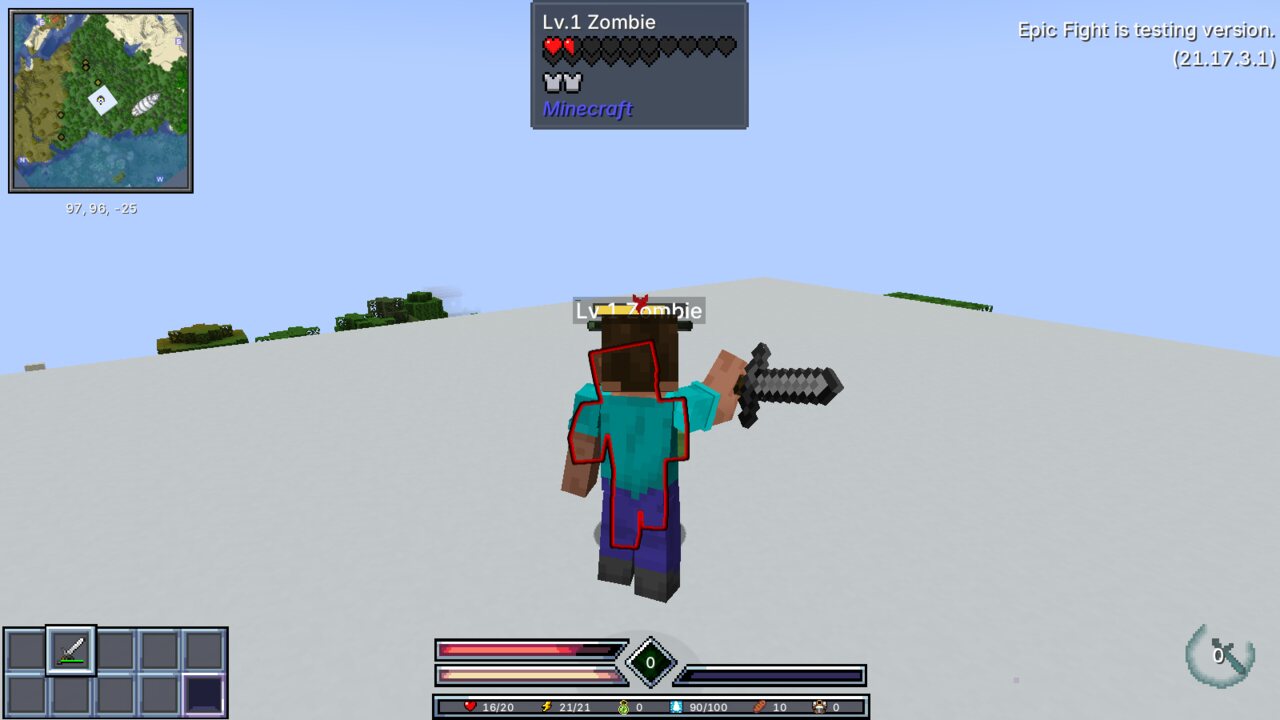 Lv.1 Zombie
Minecraft
Epic Fight is testing version.
(21.17.3.1)
97, 96, -25
Lv.1 Zombie
0
16/20 21/21 0 90/100 10 0
0